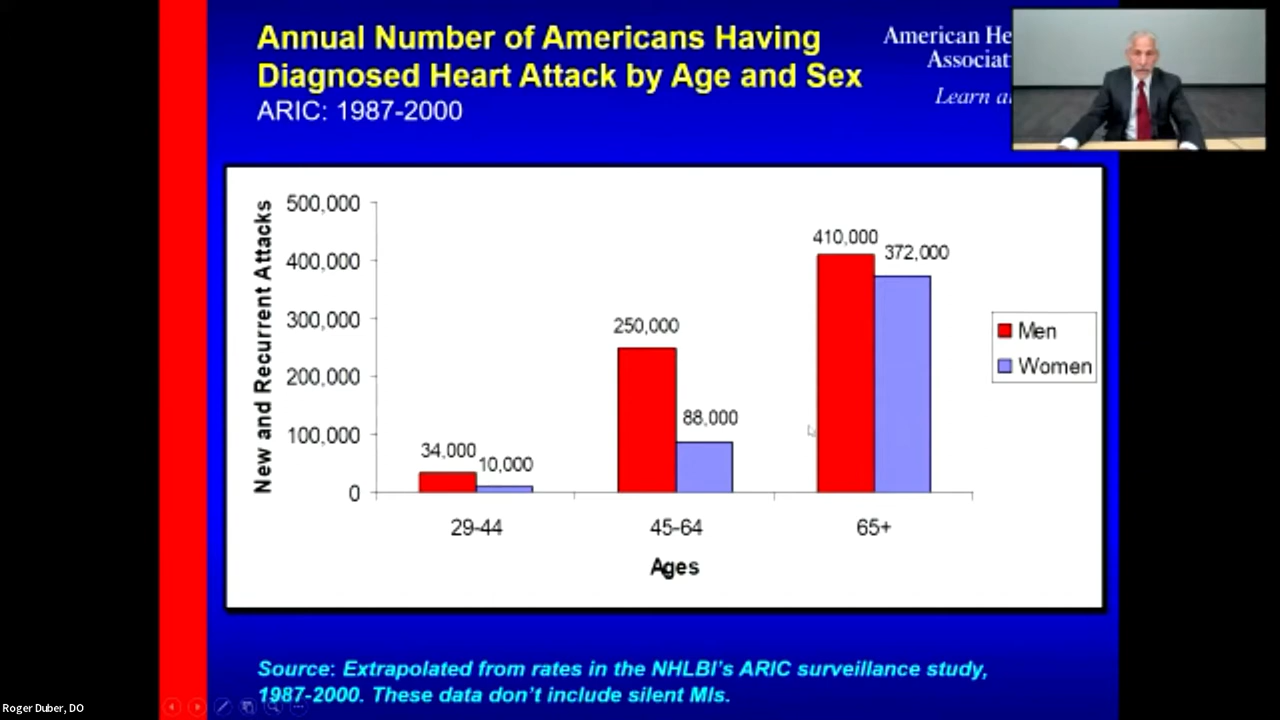 Annual Number of Americans Having
Diagnosed Heart Attack by Age and Sex
ARIC: 1987-2000
American He
Associat
Learn a
New and Recurrent Attacks
500,000
400,000
300,000
200,000
100,000
0
34,000
10,000
250,000
88,000
410,000
372,000
29-44
45-64
65+
Ages
Men
Women
Source: Extrapolated from rates in the NHLBI's ARIC surveillance study,
1987-2000. These data don't include silent MIs.
Roger Duber, DO